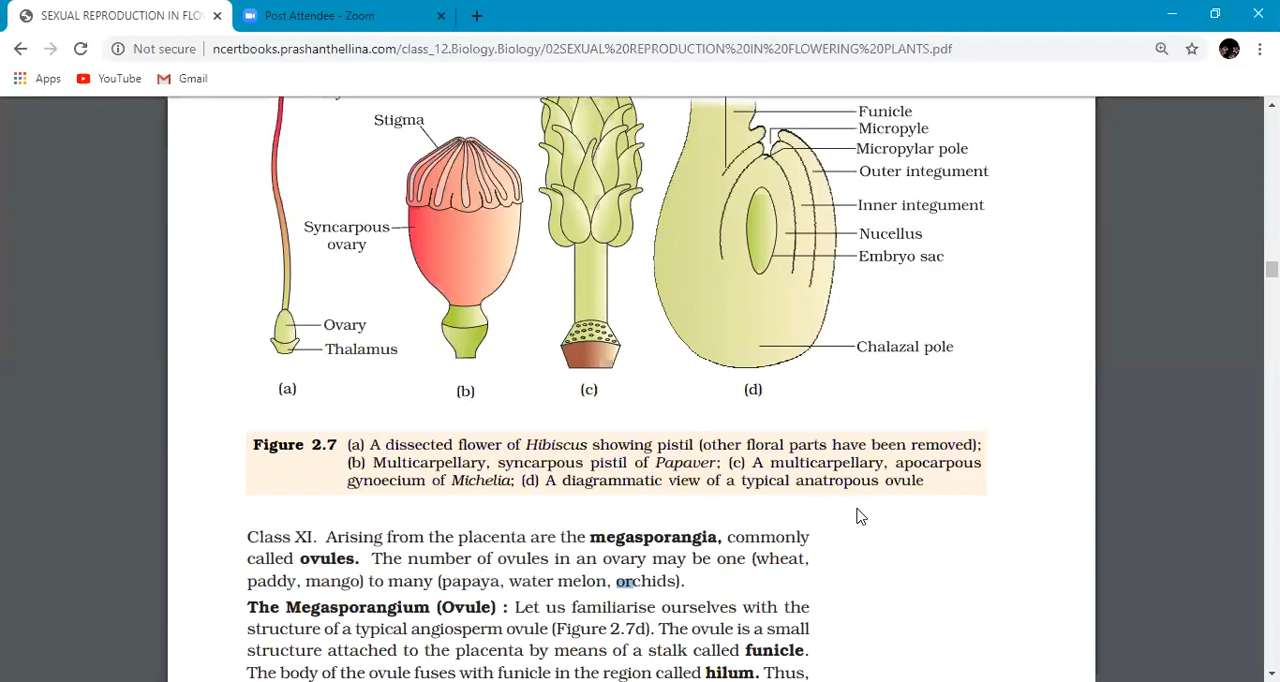 SEXUAL REPRODUCTION IN FLO
Post Attendee - Zoom
Not secure
ncertbooks.prashanthellina.com/class_12.Biology.Biology/02SEXUAL%20REPRODUCTION%20IN%20FLOWERING%20PLANTS.pdf
Apps
YouTube
Gmail
Stigma
Syncarpous
ovary
Ovary
Thalamus
Funicle
Micropyle
Micropylar pole
Outer integument
Inner integument
Nucellus
Embryo sac
Chalazal pole
(a)
(b)
(c)
(d)
Figure 2.7 (a) A dissected flower of Hibiscus showing pistil (other floral parts have been removed);
(b) Multicarpellary, syncarpous pistil of Papaver; (c) A multicarpellary, apocarpous
gynoecium of Michelia; (d) A diagrammatic view of a typical anatropous ovule
Class XI. Arising from the placenta are the megasporangia, commonly
called ovules. The number of ovules in an ovary may be one (wheat,
paddy, mango) to many (papaya, water melon, orchids).
The Megasporangium (Ovule) : Let us familiarise ourselves with the
structure of a typical angiosperm ovule (Figure 2.7d). The ovule is a small
structure attached to the placenta by means of a stalk called funicle.
The body of the ovule fuses with funicle in the region called hilum. Thus,